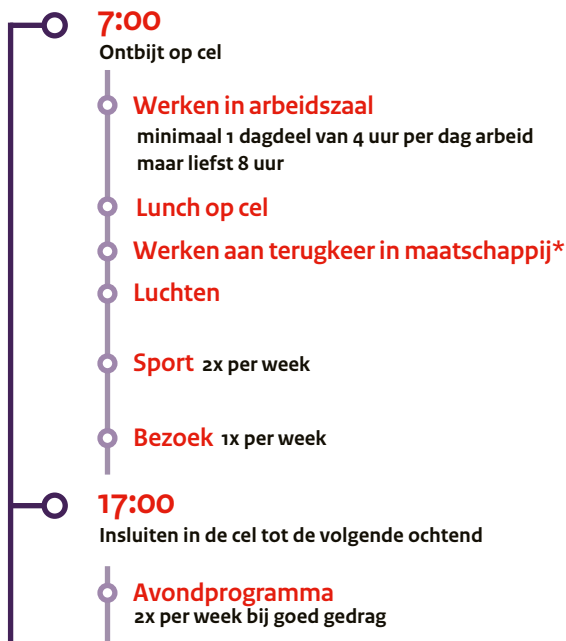 7:00
Ontbijt op cel
Werken in arbeidszaal
minimaal 1 dagdeel van 4 uur per dag arbeid
maar liefst 8 uur
Lunch op cel
Werken aan terugkeer in maatschappij*
Luchten
Sport 2x per week
Bezoek 1x per week
17:00
Insluiten in de cel tot de volgende ochtend
Avondprogramma
2x per week bij goed gedrag